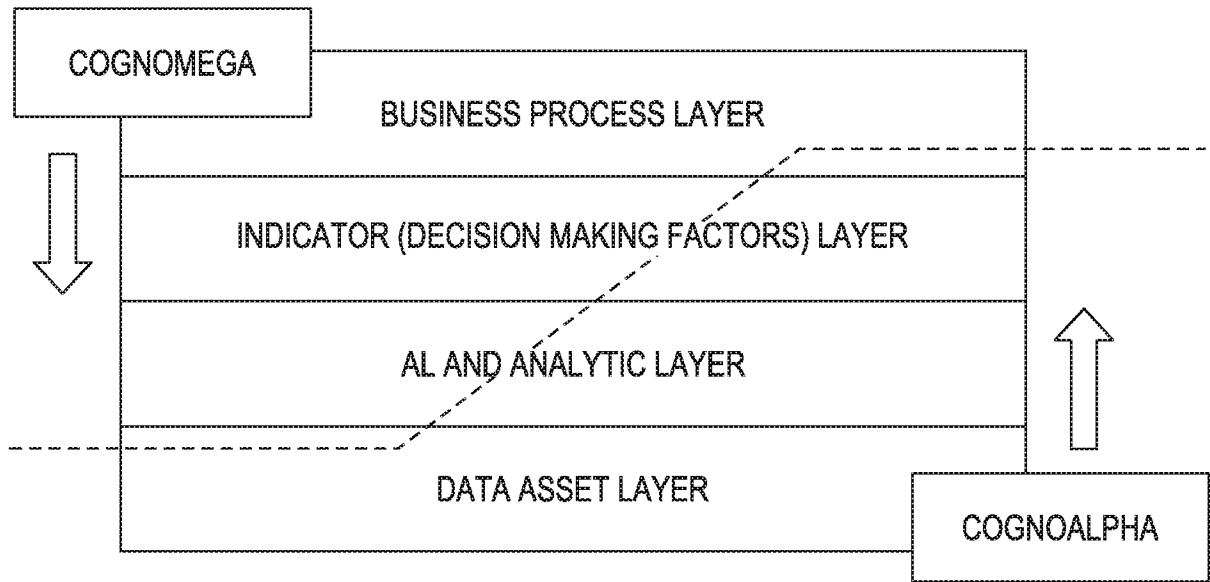 COGNOMEGA
BUSINESS PROCESS LAYER
INDICATOR (DECISION MAKING FACTORS) LAYER
AL AND ANALYTIC LAYER
DATA ASSET LAYER
COGNOALPHA